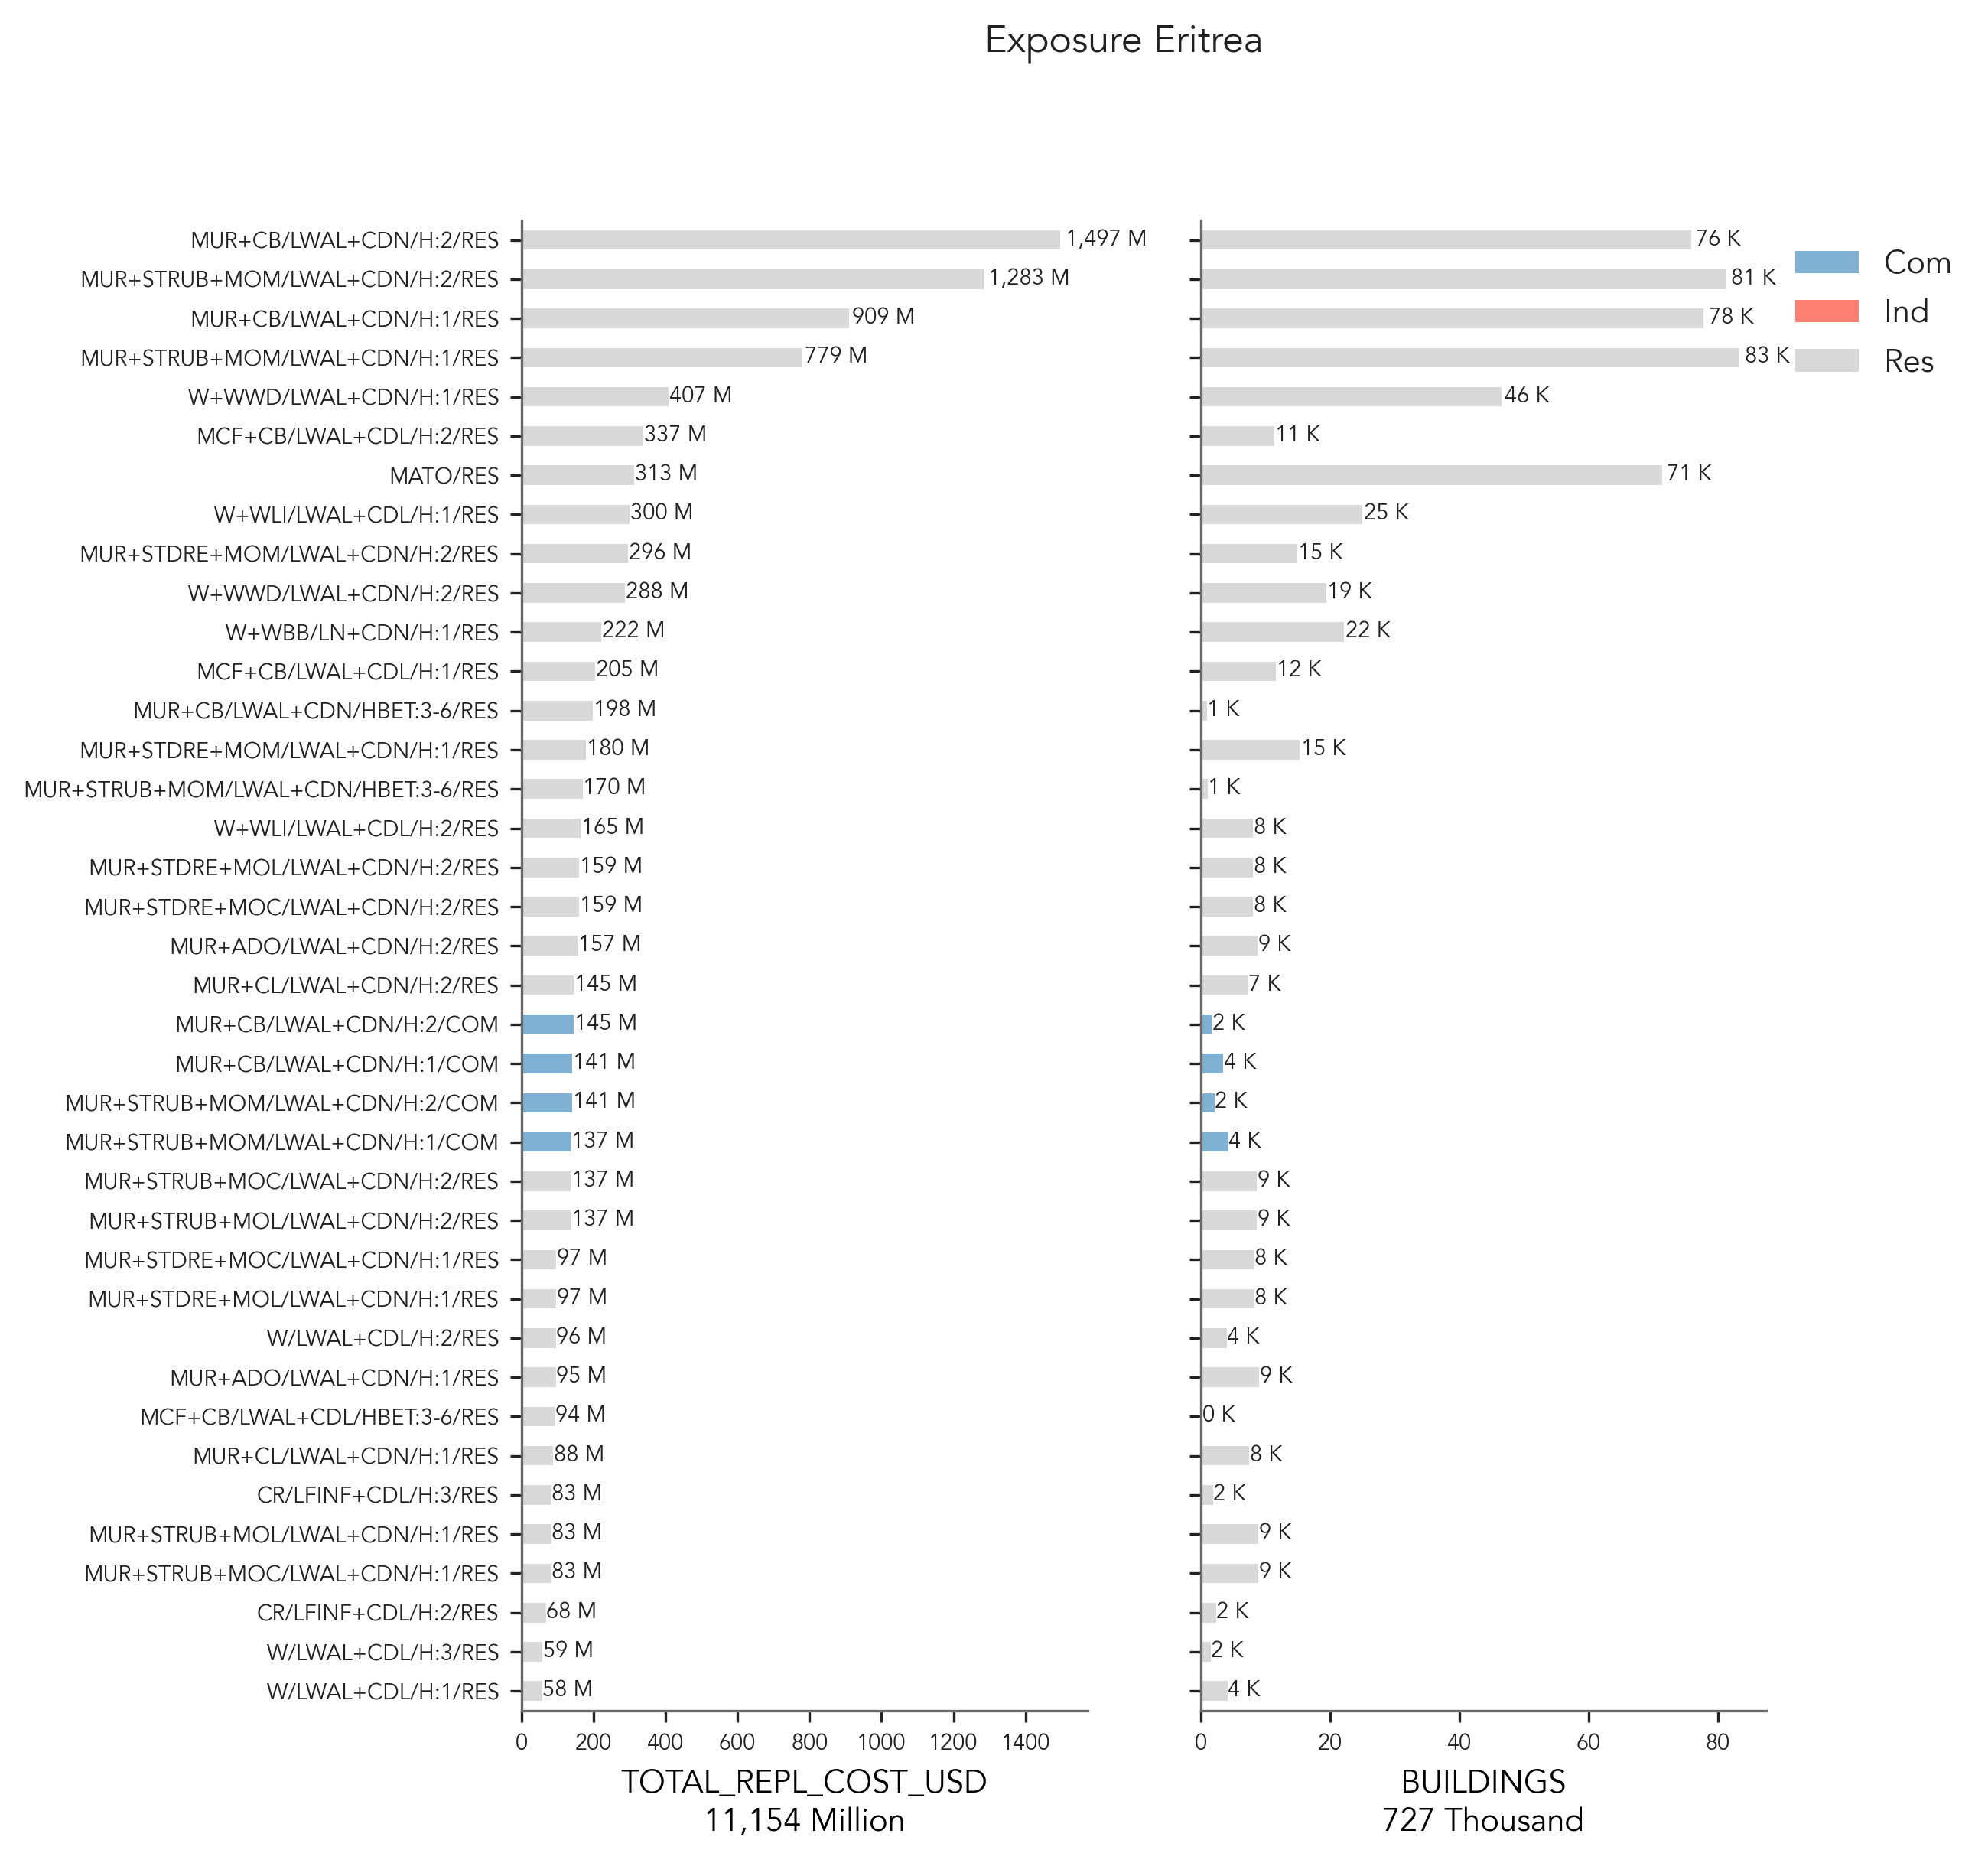 Exposure Eritrea
MUR+CB/LWAL+CDN/H:2/RES 1,497 M 76 K
MUR+STRUB+MOM/LWAL+CDN/H:2/RES 1,283 M 81 K
MUR+CB/LWAL+CDN/H:1/RES 909 M 78 K
MUR+STRUB+MOM/LWAL+CDN/H:1/RES 779 M 83 K
W+WWD/LWAL+CDN/H:1/RES 407 M 46 K
MCF+CB/LWAL+CDL/H:2/RES 337 M 11 K
MATO/RES 313 M 71 K
W+WLI/LWAL+CDL/H:1/RES 300 M 25 K
MUR+STDRE+MOM/LWAL+CDN/H:2/RES 296 M 15 K
W+WWD/LWAL+CDN/H:2/RES 288 M 19 K
W+WBB/LN+CDN/H:1/RES 222 M 22 K
MCF+CB/LWAL+CDL/H:1/RES 205 M 12 K
MUR+CB/LWAL+CDN/HBET:3-6/RES 198 M 1 K
MUR+STDRE+MOM/LWAL+CDN/H:1/RES 180 M 15 K
MUR+STRUB+MOM/LWAL+CDN/HBET:3-6/RES 170 M 1 K
W+WLI/LWAL+CDL/H:2/RES 165 M 8 K
MUR+STDRE+MOL/LWAL+CDN/H:2/RES 159 M 8 K
MUR+STDRE+MOC/LWAL+CDN/H:2/RES 159 M 8 K
MUR+ADO/LWAL+CDN/H:2/RES 157 M 9 K
MUR+CL/LWAL+CDN/H:2/RES 145 M 7 K
MUR+CB/LWAL+CDN/H:2/COM 145 M 2 K
MUR+CB/LWAL+CDN/H:1/COM 141 M 4 K
MUR+STRUB+MOM/LWAL+CDN/H:2/COM 141 M 2 K
MUR+STRUB+MOM/LWAL+CDN/H:1/COM 137 M 4 K
MUR+STRUB+MOC/LWAL+CDN/H:2/RES 137 M 9 K
MUR+STRUB+MOL/LWAL+CDN/H:2/RES 137 M 9 K
MUR+STDRE+MOC/LWAL+CDN/H:1/RES 97 M 8 K
MUR+STDRE+MOL/LWAL+CDN/H:1/RES 97 M 8 K
W/LWAL+CDL/H:2/RES 96 M 4 K
MUR+ADO/LWAL+CDN/H:1/RES 95 M 9 K
MCF+CB/LWAL+CDL/HBET:3-6/RES 94 M 0 K
MUR+CL/LWAL+CDN/H:1/RES 88 M 8 K
CR/LFINF+CDL/H:3/RES 83 M 2 K
MUR+STRUB+MOL/LWAL+CDN/H:1/RES 83 M 9 K
MUR+STRUB+MOC/LWAL+CDN/H:1/RES 83 M 9 K
CR/LFINF+CDL/H:2/RES 68 M 2 K
W/LWAL+CDL/H:3/RES 59 M 2 K
W/LWAL+CDL/H:1/RES 58 M 4 K
0 200 400 600 800 1000 1200 1400
TOTAL_REPL_COST_USD
11,154 Million
0 20 40 60 80
BUILDINGS
727 Thousand
Com
Ind
Res